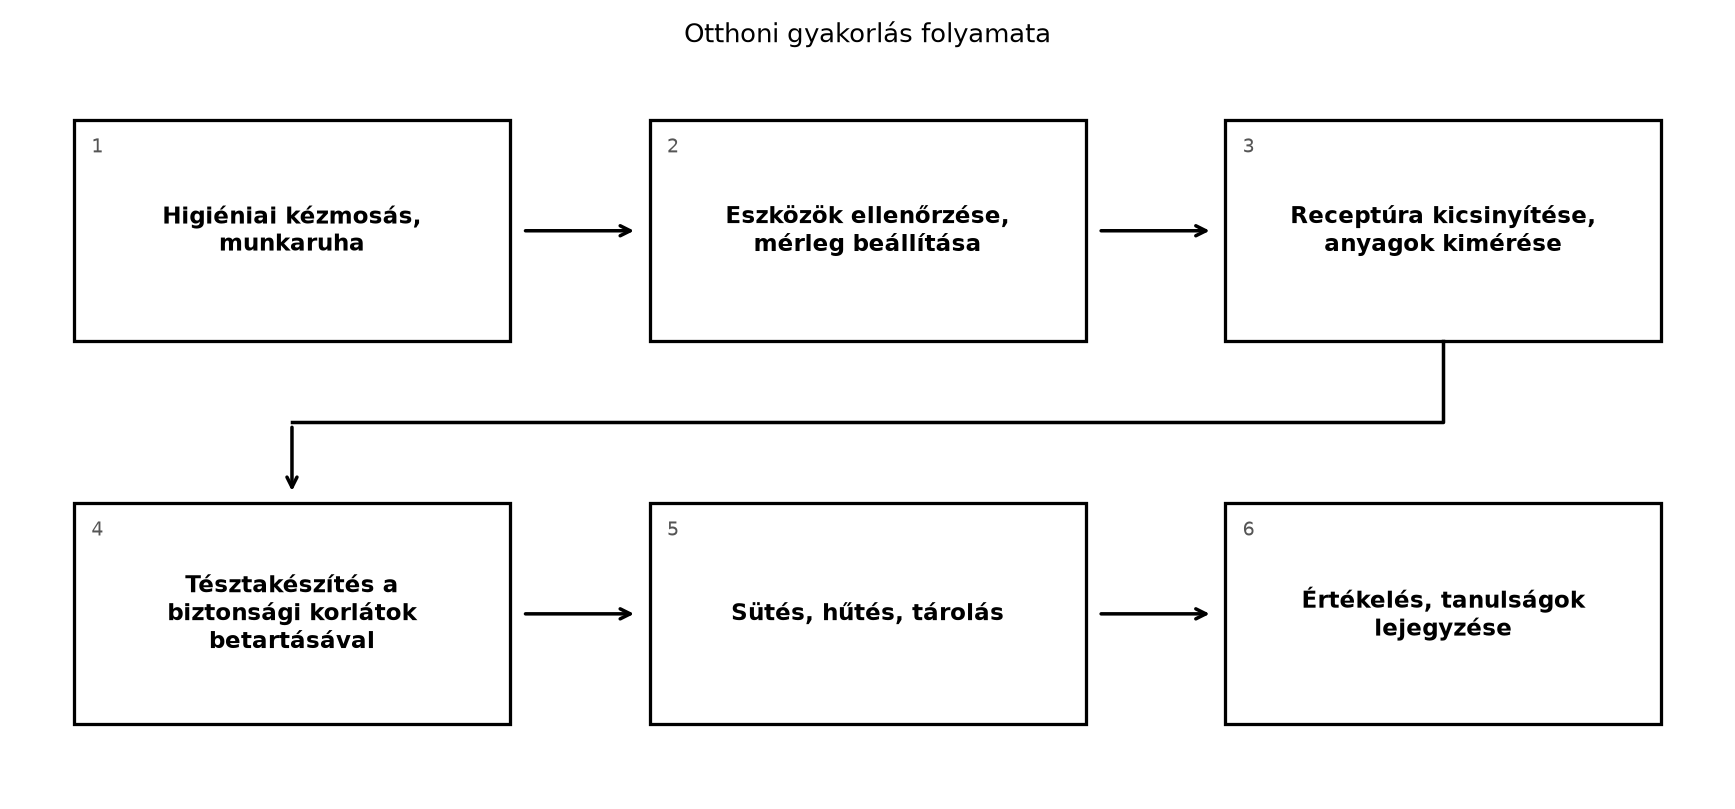 Otthoni gyakorlás folyamata
1
Higiéniai kézmosás,
munkaruha
2
Eszközök ellenőrzése,
mérleg beállítása
3
Receptúra kicsinyítése,
anyagok kimérése
4
Tésztakészítés a
biztonsági korlátok
betartásával
5
Sütés, hűtés, tárolás
6
Értékelés, tanulságok
lejegyzése